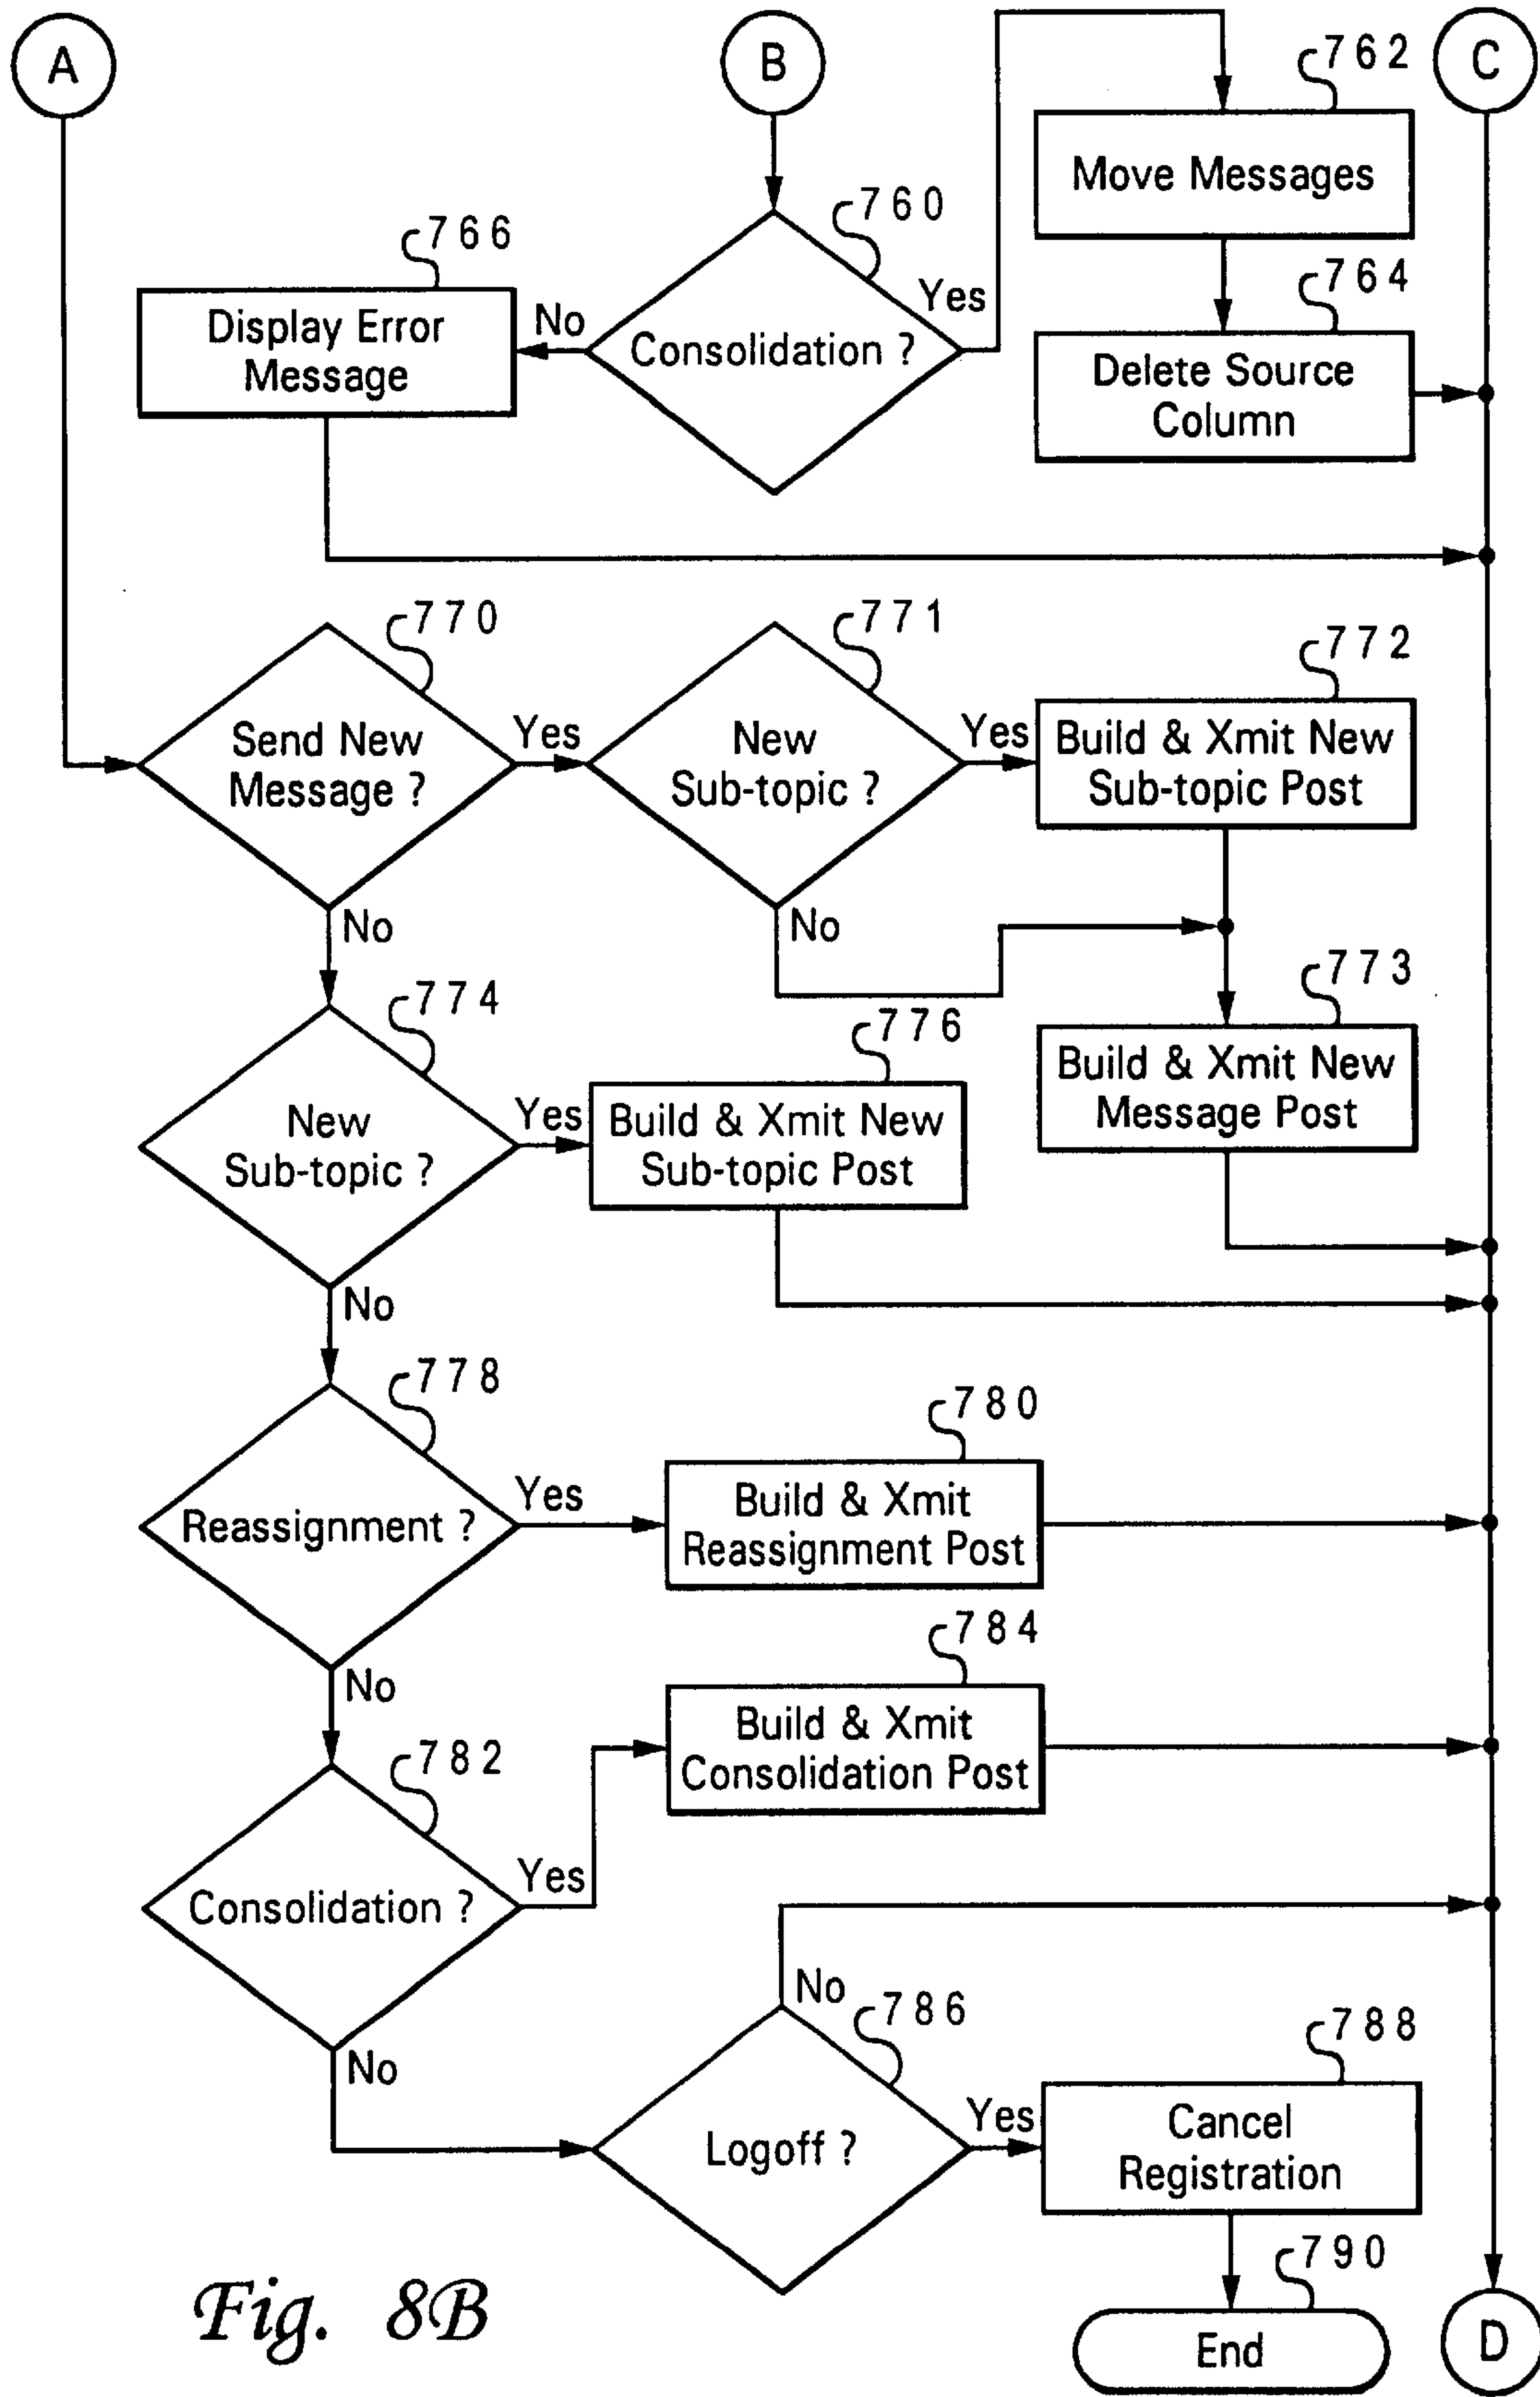 A
B
C
762
Move Messages
760
766
764
Display Error
Message
No
Consolidation ?
Yes
Delete Source
Column
770
771
772
Send New
Message ?
Yes
New
Sub-topic ?
Yes
Build & Xmit New
Sub-topic Post
No
No
773
774
776
Build & Xmit New
Message Post
New
Sub-topic ?
Yes
Build & Xmit New
Sub-topic Post
No
778
780
Reassignment ?
Yes
Build & Xmit
Reassignment Post
No
784
782
Build & Xmit
Consolidation Post
Consolidation ?
Yes
No
No
786
788
Logoff ?
Yes
Cancel
Registration
790
End
D
Fig. 8B